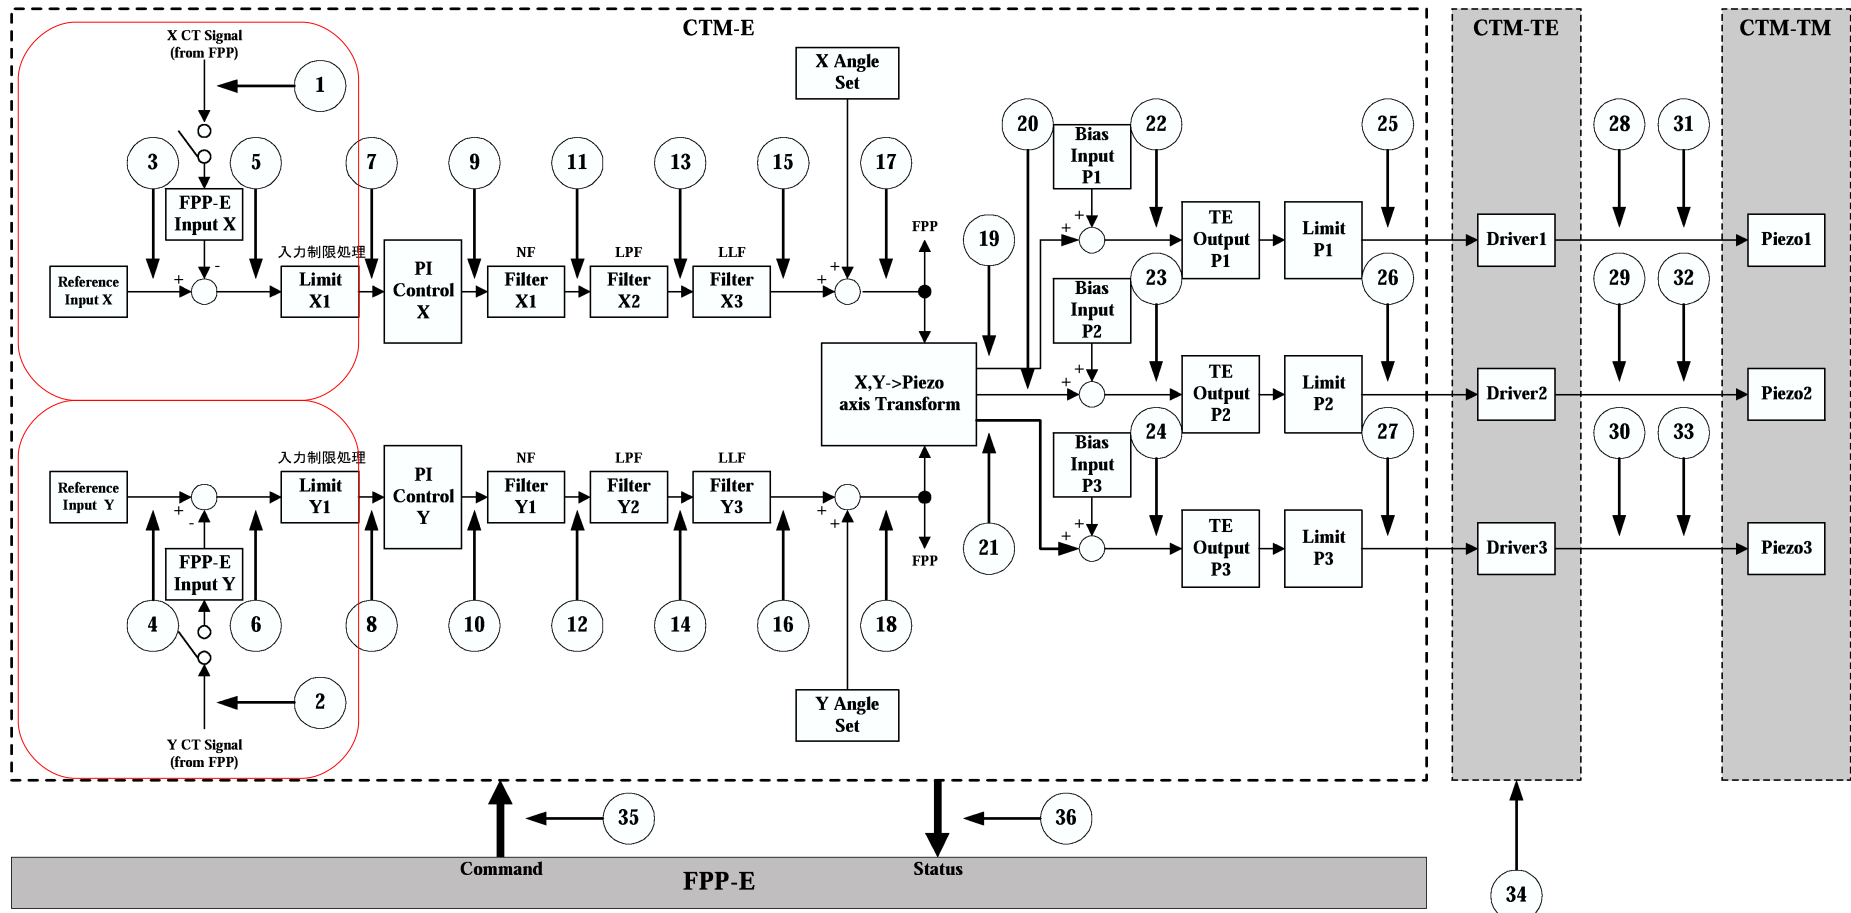 CTM-E
CTM-TE
CTM-TM
X CT Signal
(from FPP)
1
X Angle
Set
3
5
7
9
11
13
15
17
20
Bias
Input
P1
22
25
28
31
FPP-E
Input X
入力制限処理
NF
LPF
LLF
FPP
19
+
+
TE
Output
P1
Limit
P1
Driver1
Piezo1
Reference
Input X
+
-
Limit
X1
PI
Control
X
Filter
X1
Filter
X2
Filter
X3
+
+
Bias
Input
P2
23
26
29
32
X,Y->Piezo
axis Transform
+
+
TE
Output
P2
Limit
P2
Driver2
Piezo2
Bias
Input
P3
24
27
30
33
入力制限処理
NF
LPF
LLF
Reference
Input Y
+
-
Limit
Y1
PI
Control
Y
Filter
Y1
Filter
Y2
Filter
Y3
+
+
FPP
21
+
+
TE
Output
P3
Limit
P3
Driver3
Piezo3
FPP-E
Input Y
4
6
8
10
12
14
16
18
2
Y Angle
Set
Y CT Signal
(from FPP)
35
36
Command
Status
FPP-E
34